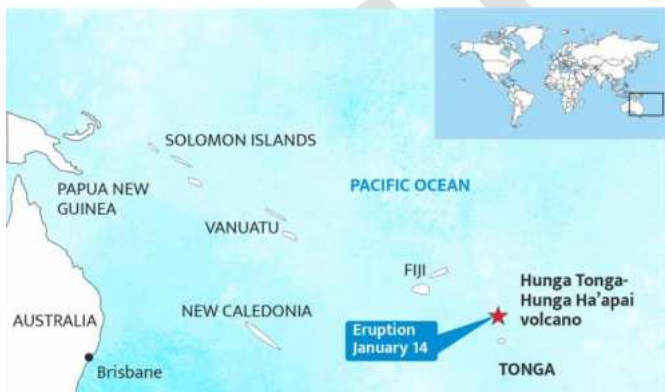 SOLOMON ISLANDS
PAPUA NEW
GUINEA
PACIFIC OCEAN
VANUATU
FIJI
Hunga Tonga-
Hunga Ha'apai
volcano
NEW CALEDONIA
AUSTRALIA
Eruption
January 14
Brisbane
TONGA